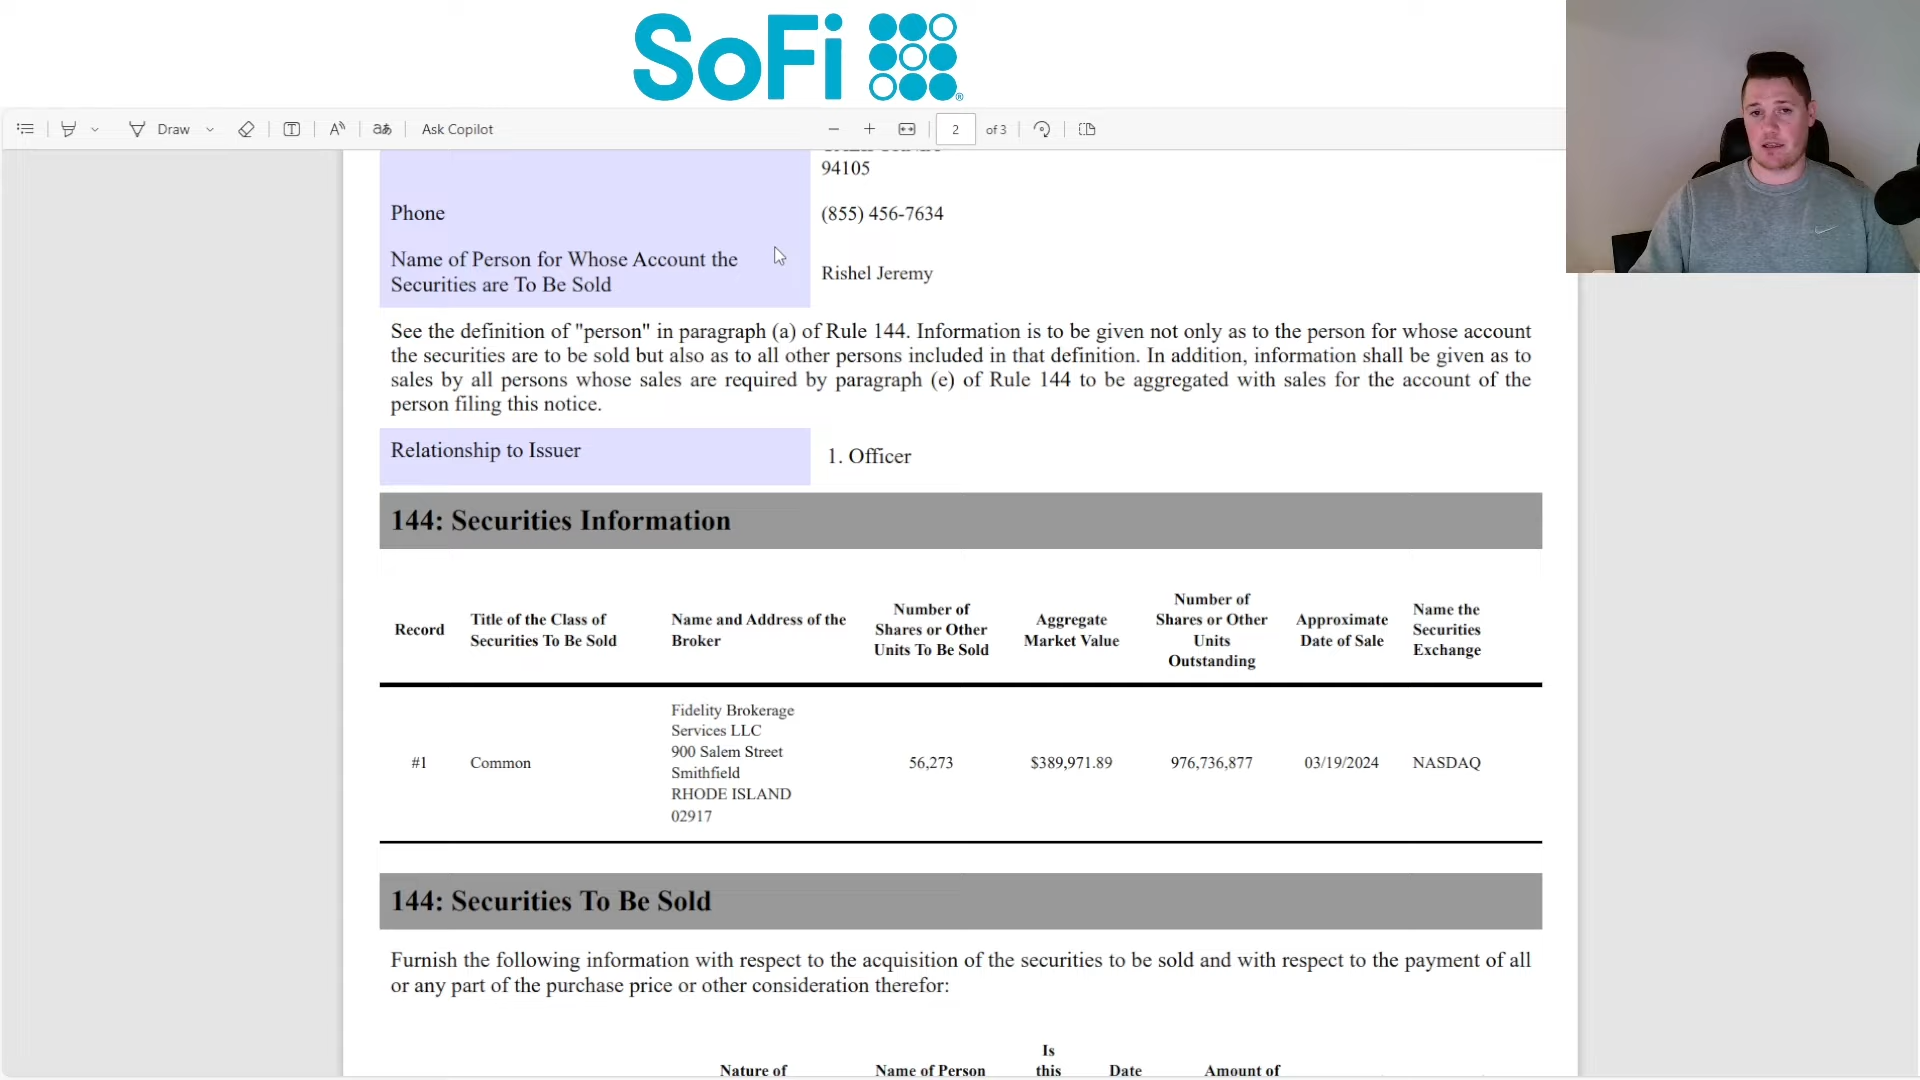 SoFi
Draw
Ask Copilot
2 of 3
94105
Phone
(855) 456-7634
Name of Person for Whose Account the
Securities are To Be Sold
Rishel Jeremy
See the definition of "person" in paragraph (a) of Rule 144. Information is to be given not only as to the person for whose account
the securities are to be sold but also as to all other persons included in that definition. In addition, information shall be given as to
sales by all persons whose sales are required by paragraph (e) of Rule 144 to be aggregated with sales for the account of the
person filing this notice.
Relationship to Issuer
1. Officer
144: Securities Information
Record
Title of the Class of
Securities To Be Sold
Name and Address of the
Broker
Number of
Shares or Other
Units To Be Sold
Aggregate
Market Value
Number of
Shares or Other
Units
Outstanding
Approximate
Date of Sale
Name the
Securities
Exchange
#1
Common
Fidelity Brokerage
Services LLC
900 Salem Street
Smithfield
RHODE ISLAND
02917
56,273
$389,971.89
976,736,877
03/19/2024
NASDAQ
144: Securities To Be Sold
Furnish the following information with respect to the acquisition of the securities to be sold and with respect to the payment of all
or any part of the purchase price or other consideration therefor:
Nature of
Name of Person
Is
this
Date
Amount of